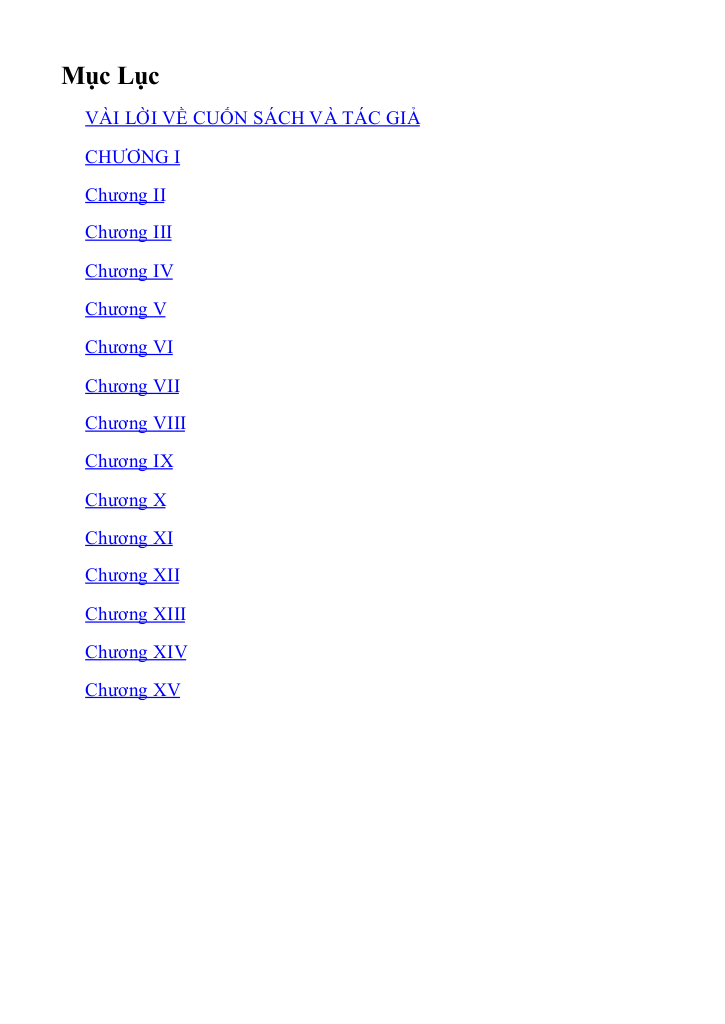 Mục Lục
VÀI LỜI VỀ CUỐN SÁCH VÀ TÁC GIẢ
CHƯƠNG I
Chương II
Chương III
Chương IV
Chương V
Chương VI
Chương VII
Chương VIII
Chương IX
Chương X
Chương XI
Chương XII
Chương XIII
Chương XIV
Chương XV